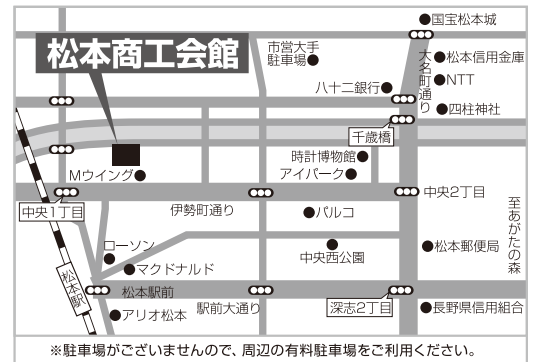 国宝松本城
松本商工会館
市営大手
駐車場
大名町通り
松本信用金庫
NTT
八十二銀行
四柱神社
千歳橋
時計博物館
アイパーク
Mウイング
中央2丁目
中央1丁目
伊勢町通り
パルコ
至あがたの森
ローソン
中央西公園
松本郵便局
マクドナルド
松本駅
松本駅前
駅前大通り
深志2丁目
長野県信用組合
アリオ松本
※駐車場がございませんので、周辺の有料駐車場をご利用ください。